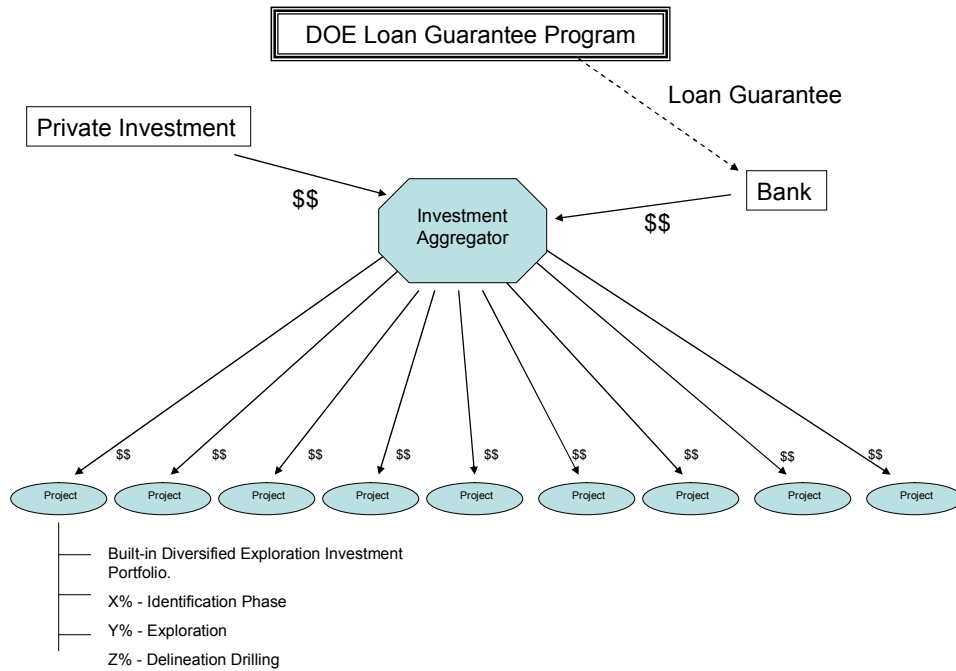 DOE Loan Guarantee Program
Loan Guarantee
Private Investment
Bank
$$
$$
Investment
Aggregator
$$
$$
$$
$$
$$
$$
$$
$$
$$
Project
Project
Project
Project
Project
Project
Project
Project
Project
Built-in Diversified Exploration Investment
Portfolio.
X% - Identification Phase
Y% - Exploration
Z% - Delineation Drilling